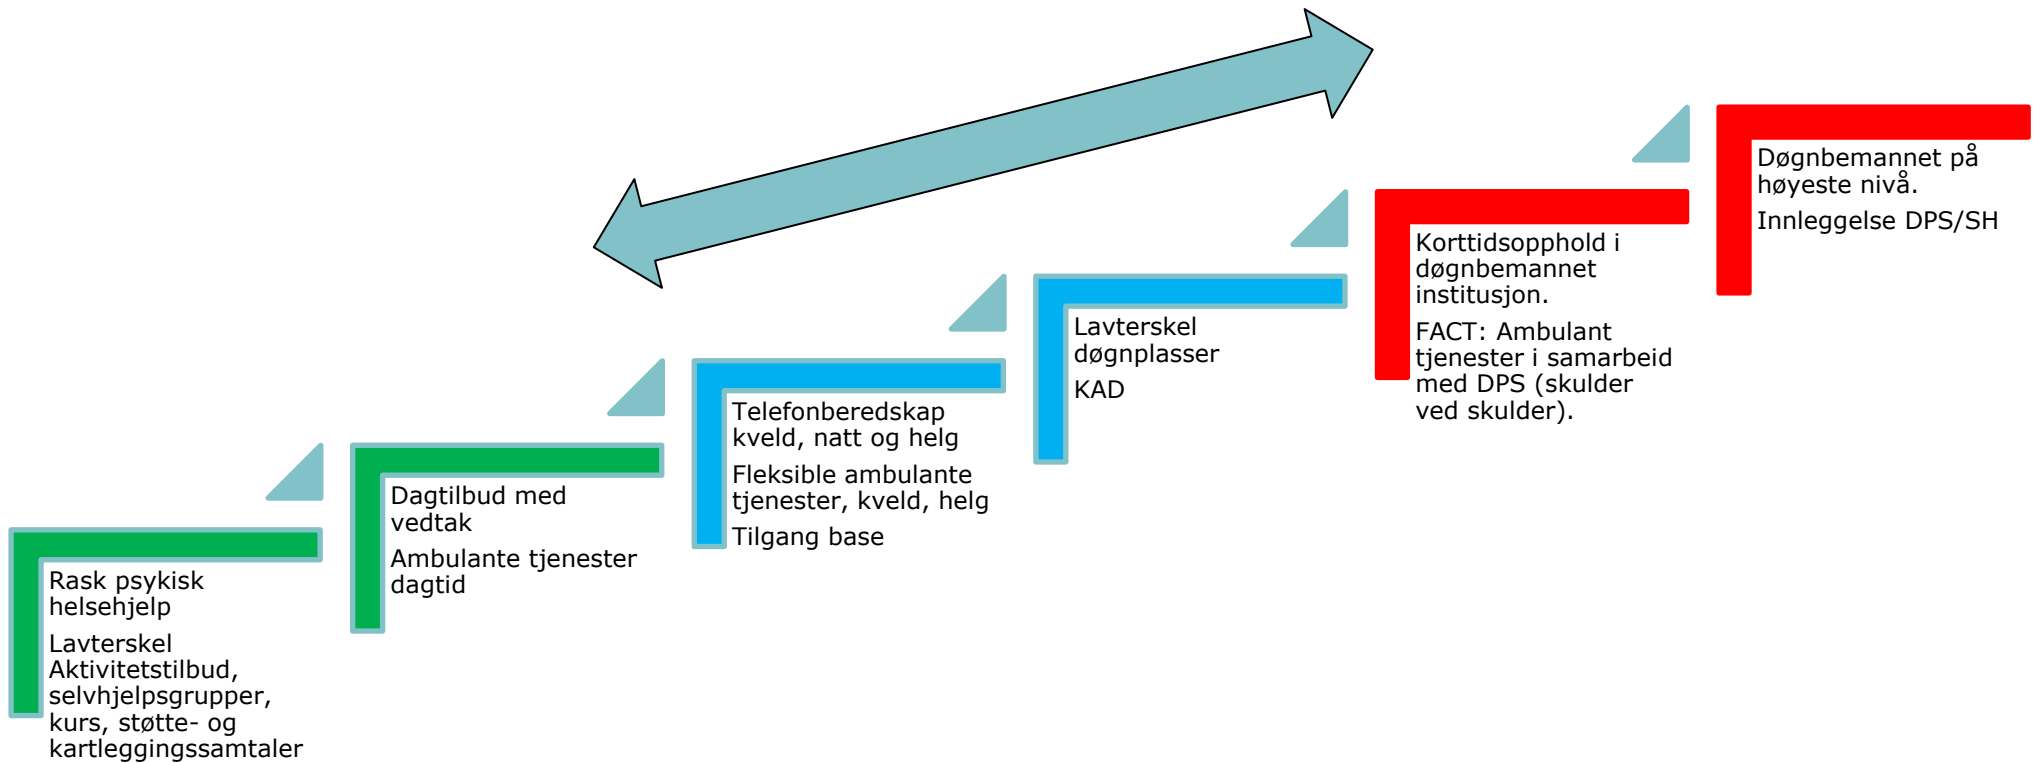 Rask psykisk
helsehjelp
Lavterskel
Aktivitetstilbud,
selvhjelpsgrupper,
kurs, støtte- og
kartleggingssamtaler
Dagtilbud med
vedtak
Ambulante tjenester
dagtid
Telefonberedskap
kveld, natt og helg
Fleksible ambulante
tjenester, kveld, helg
Tilgang base
Lavterskel
døgnplasser
KAD
Korttidsopphold i
døgnbemannet
institusjon.
FACT: Ambulant
tjenester i samarbeid
med DPS (skulder
ved skulder).
Døgnbemannet på
høyeste nivå.
Innleggelse DPS/SH